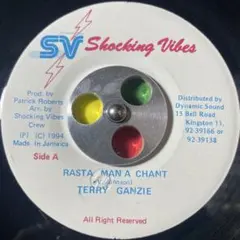 SV Shocking Vibes
Prod. by
Patrick Roberts
Arr. by
Shocking Vibes
Crew
(P) (C) 1994
Made in Jamaica
Side A
Distributed by
Dynamic Sound
15 Bell Road
Kingston 11,
92-39166 or
92-39138
RASTA MAN A CHANT
TERRY GANZIE
All Right Reserved